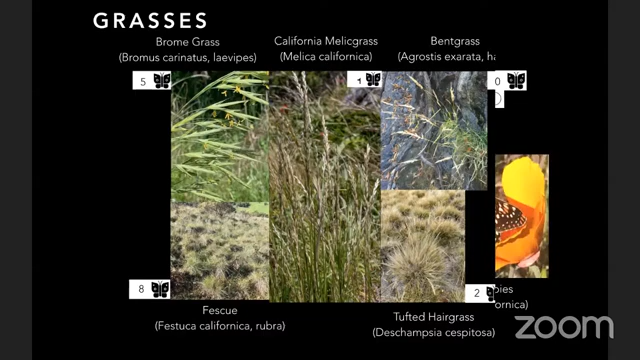 GRASSES
Brome Grass
(Bromus carinatus, laevipes)
California Melicgrass
(Melica californica)
Bentgrass
(Agrostis exarata, ha
5
0
8
Fescue
(Festuca californica, rubra)
2
Tufted Hairgrass
(Deschampsia cespitosa)
pies
ornica)
zoom